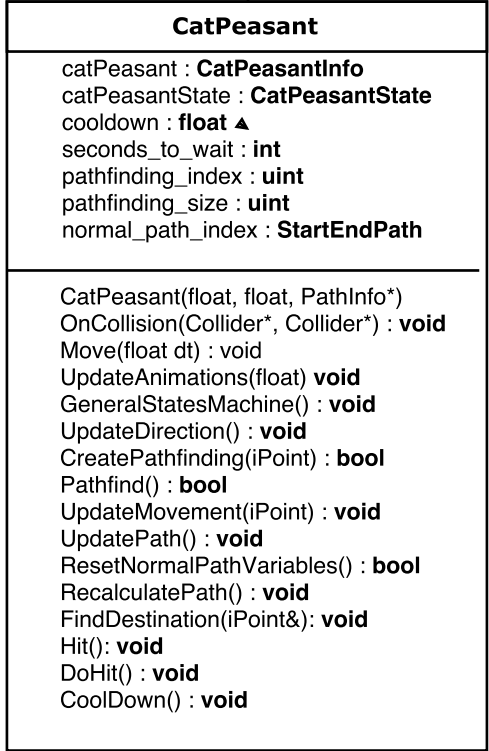 CatPeasant
catPeasant : CatPeasantInfo
catPeasantState : CatPeasantState
cooldown : float
seconds_to_wait : int
pathfinding_index : uint
pathfinding_size : uint
normal_path_index : StartEndPath
CatPeasant(float, float, PathInfo*)
OnCollision(Collider*, Collider*) : void
Move(float dt) : void
UpdateAnimations(float) void
GeneralStatesMachine() : void
UpdateDirection() : void
CreatePathfinding(iPoint) : bool
Pathfind() : bool
UpdateMovement(iPoint) : void
UpdatePath() : void
ResetNormalPathVariables() : bool
RecalculatePath() : void
FindDestination(iPoint&): void
Hit(): void
DoHit() : void
CoolDown() : void